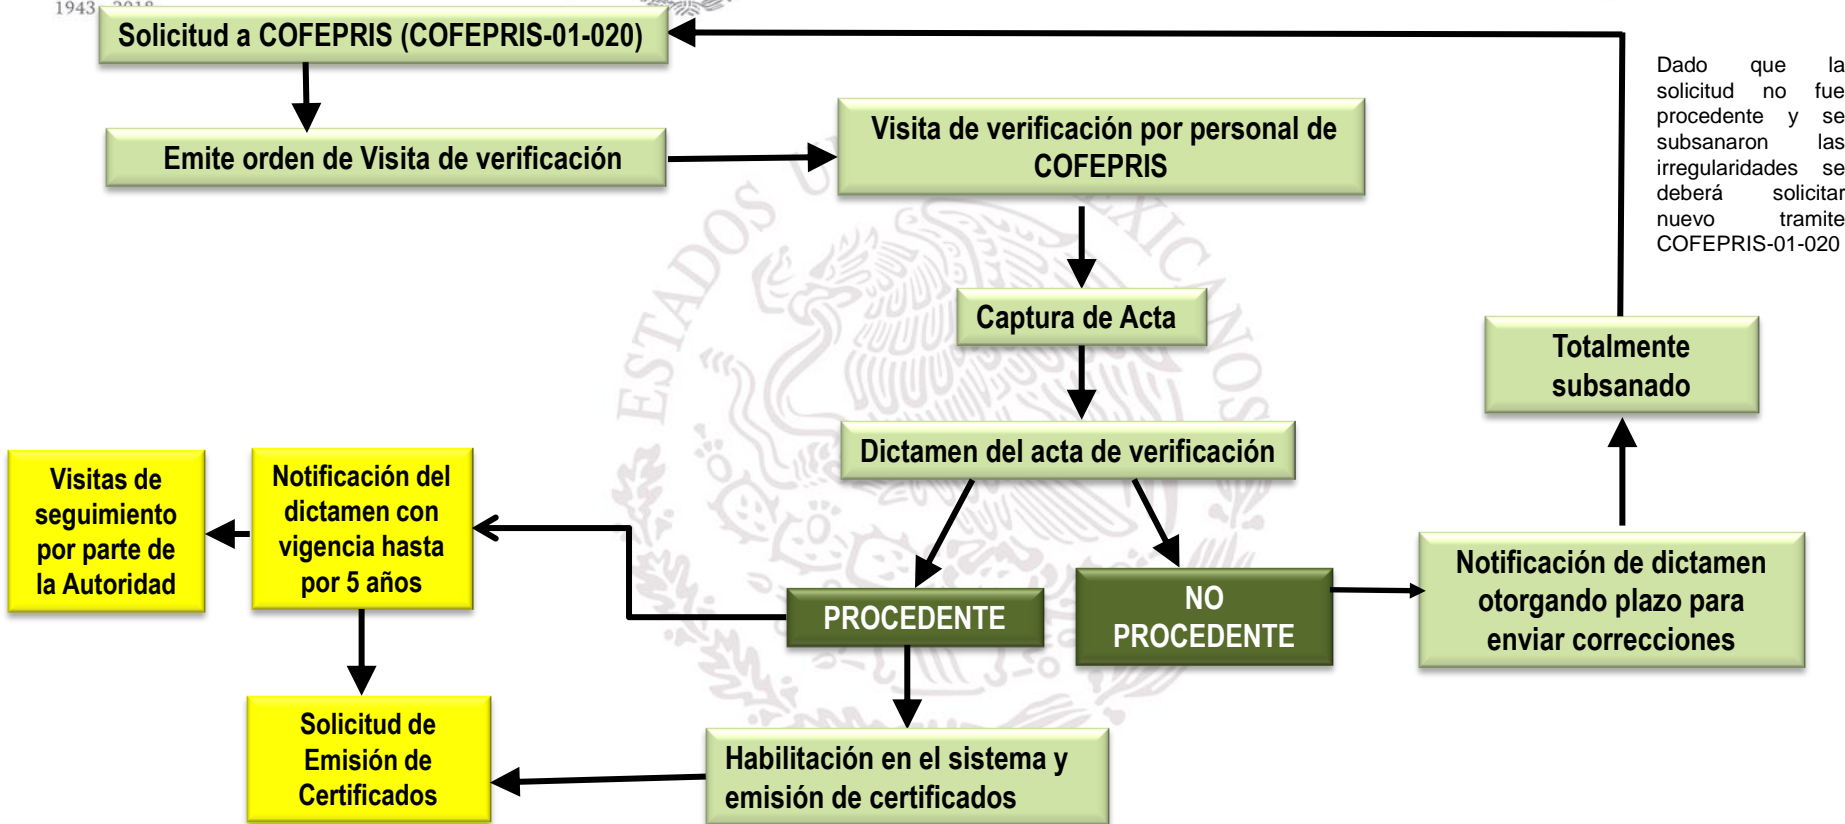 1943 - 2018
Solicitud a COFEPRIS (COFEPRIS-01-020)
Emite orden de Visita de verificación
Visita de verificación por personal de
COFEPRIS
Dado que la
solicitud no fue
procedente y se
subsanaron las
irregularidades se
deberá solicitar
nuevo tramite
COFEPRIS-01-020
Captura de Acta
Totalmente
subsanado
Dictamen del acta de verificación
Visitas de
seguimiento
por parte de
la Autoridad
Notificación del
dictamen con
vigencia hasta
por 5 años
PROCEDENTE
NO
PROCEDENTE
Notificación de dictamen
otorgando plazo para
enviar correcciones
Solicitud de
Emisión de
Certificados
Habilitación en el sistema y
emisión de certificados